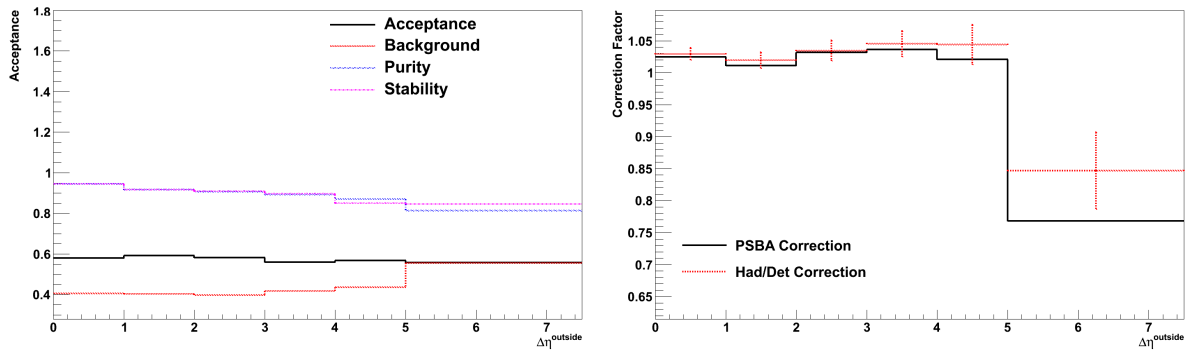 Acceptance
1.8
1.6
1.4
1.2
1
0.8
0.6
0.4
Acceptance
Background
Purity
Stability
0 1 2 3 4 5 6 7
Δη^outside
Correction Factor
1.05
1
0.95
0.9
0.85
0.8
0.75
0.7
0.65
PSBA Correction
Had/Det Correction
0 1 2 3 4 5 6 7
Δη^outside